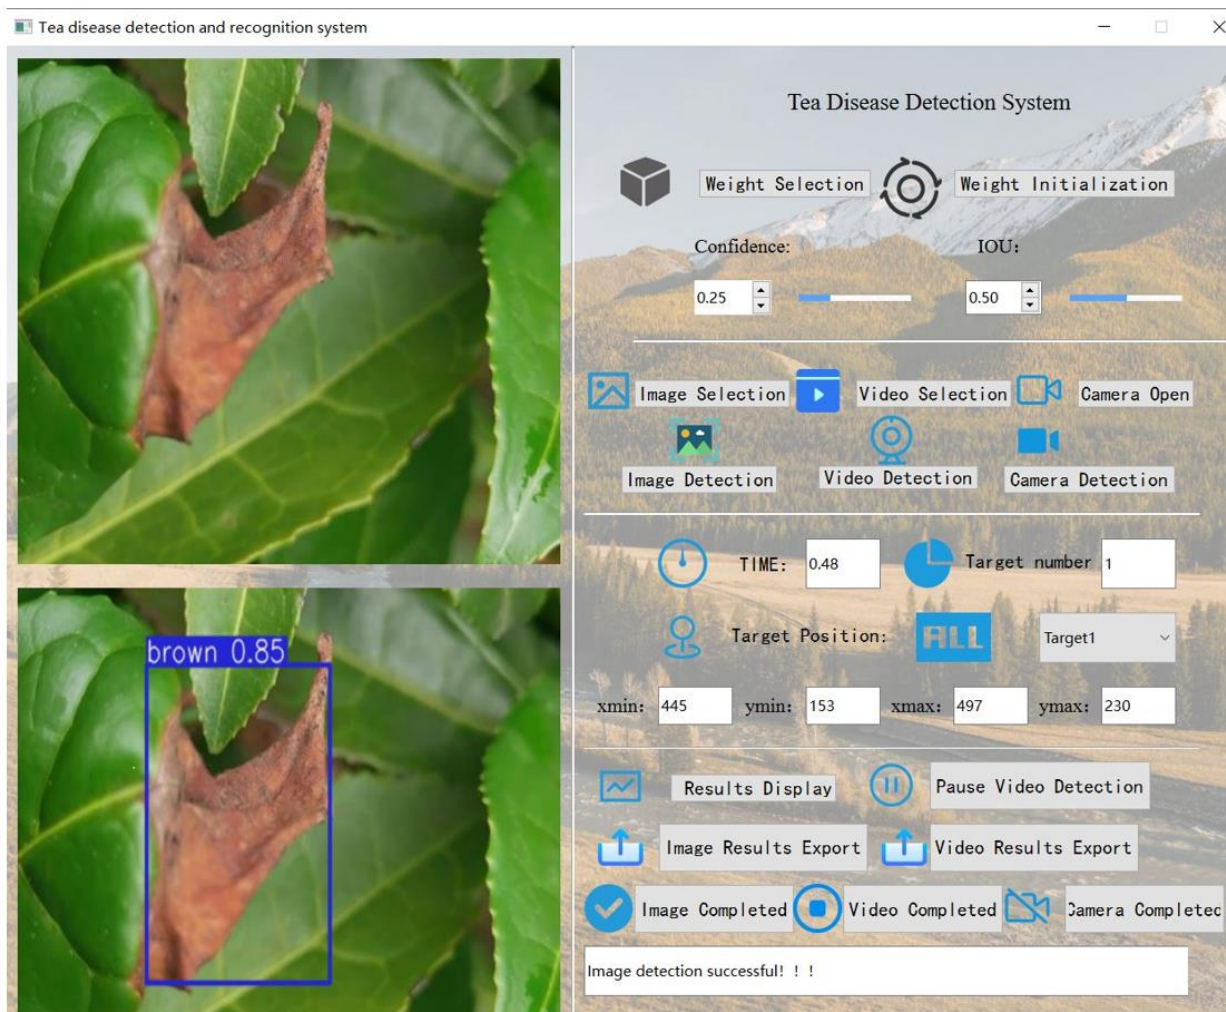 Tea disease detection and recognition system
brown 0.85
Tea Disease Detection System
Weight Selection Weight Initialization
Confidence: IOU:
0.25 0.50
Image Selection Video Selection Camera Open
Image Detection Video Detection Camera Detection
TIME: 0.48 Target number 1
Target Position: ALL Target1
xmin: 445 ymin: 153 xmax: 497 ymax: 230
Results Display Pause Video Detection
Image Results Export Video Results Export
Image Completed Video Completed Camera Completed
Image detection successful! ! !